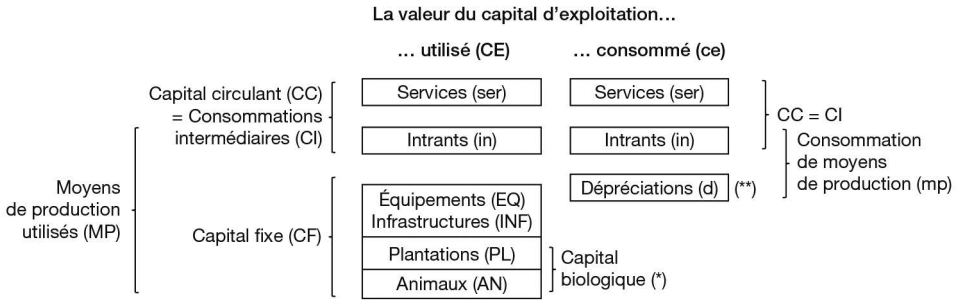 La valeur du capital d’exploitation…
… utilisé (CE)
… consommé (ce)
Capital circulant (CC)
= Consommations
intermédiaires (CI)
Services (ser)
Services (ser)
CC = CI
Intrants (in)
Intrants (in)
Consommation
de moyens
de production (mp)
Dépréciations (d)
(**)
Moyens
de production
utilisés (MP)
Capital fixe (CF)
Équipements (EQ)
Infrastructures (INF)
Plantations (PL)
Animaux (AN)
Capital
biologique (*)